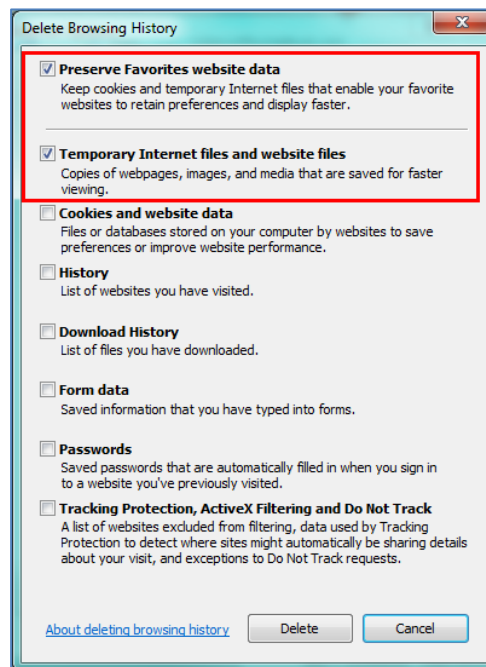 Delete Browsing History
Preserve Favorites website data
Keep cookies and temporary Internet files that enable your favorite
websites to retain preferences and display faster.
Temporary Internet files and website files
Copies of webpages, images, and media that are saved for faster
viewing.
Cookies and website data
Files or databases stored on your computer by websites to save
preferences or improve website performance.
History
List of websites you have visited.
Download History
List of files you have downloaded.
Form data
Saved information that you have typed into forms.
Passwords
Saved passwords that are automatically filled in when you sign in
to a website you've previously visited.
Tracking Protection, ActiveX Filtering and Do Not Track
A list of websites excluded from filtering, data used by Tracking
Protection to detect where sites might automatically be sharing details
about your visit, and exceptions to Do Not Track requests.
About deleting browsing history Delete Cancel